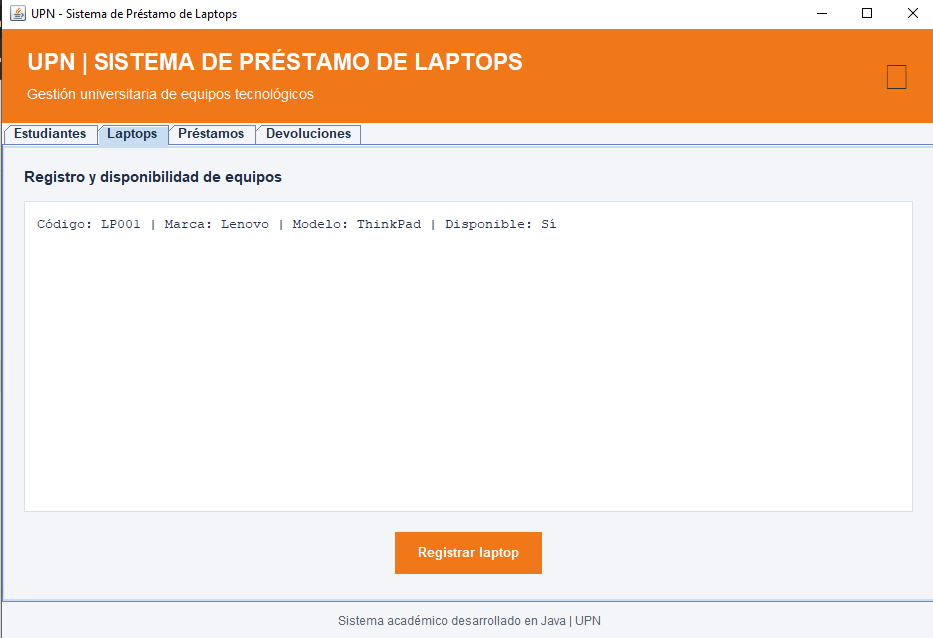 UPN - Sistema de Préstamo de Laptops
UPN | SISTEMA DE PRÉSTAMO DE LAPTOPS
Gestión universitaria de equipos tecnológicos
Estudiantes Laptops Préstamos Devoluciones
Registro y disponibilidad de equipos
Código: LP001 | Marca: Lenovo | Modelo: ThinkPad | Disponible: Sí
Registrar laptop
Sistema académico desarrollado en Java | UPN